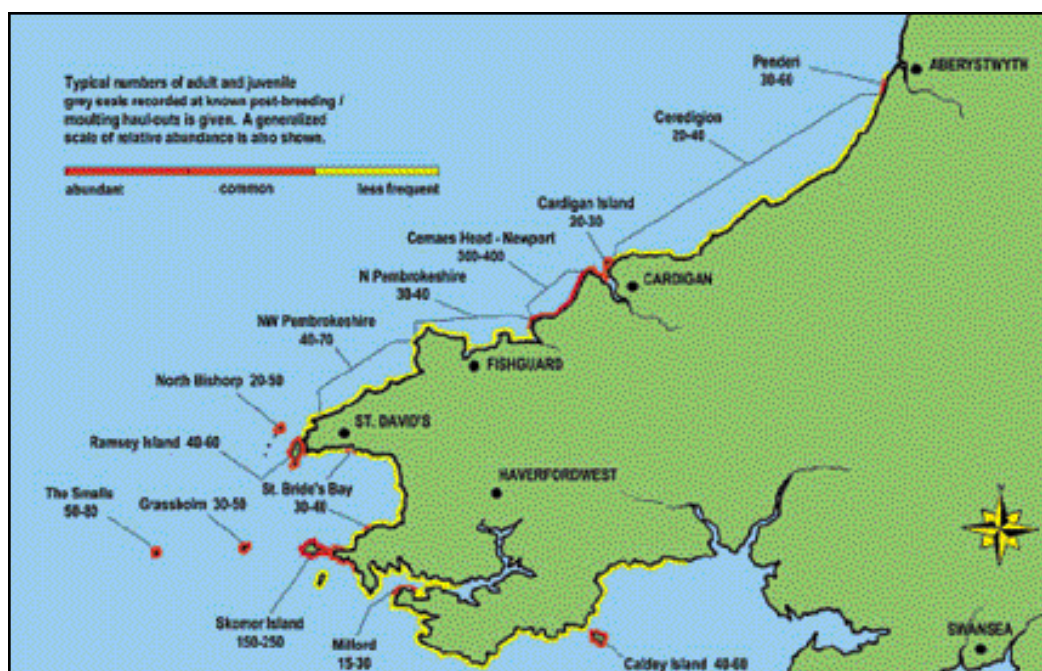 Typical numbers of adult and juvenile
grey seals recorded at known post-breeding /
moulting haul-outs is given. A generalized
scale of relative abundance is also shown.
abundant common less frequent
Penderi
30-60
ABERYSTWYTH
Ceredigion
20-40
Cardigan Island
20-30
Cemaes Head - Newport
300-400
CARDIGAN
N Pembrokeshire
30-40
NW Pembrokeshire
40-70
FISHGUARD
North Bishorp 20-50
ST. DAVID'S
Ramsey Island 40-60
HAVERFORDWEST
St. Bride's Bay
30-40
The Smalls
50-80
Grassholm 30-50
N
Skomer Island
150-250
Milford
15-30
Caldey Island 40-60
SWANSEA